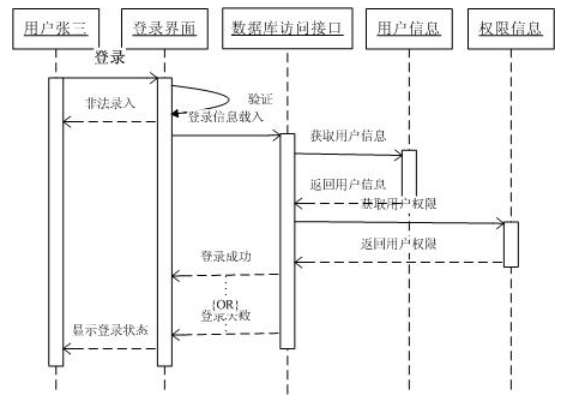 用户张三
登录界面
数据库访问接口
用户信息
权限信息
登录
非法录入
验证
登录信息载入
获取用户信息
返回用户信息
获取用户权限
返回用户权限
登录成功
{OR}
登录失败
显示登录状态